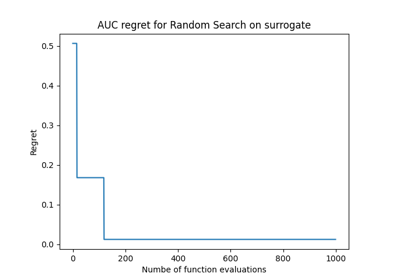 AUC regret for Random Search on surrogate
0.5
0.4
0.3
0.2
0.1
0.0
Regret
0 200 400 600 800 1000
Numbe of function evaluations